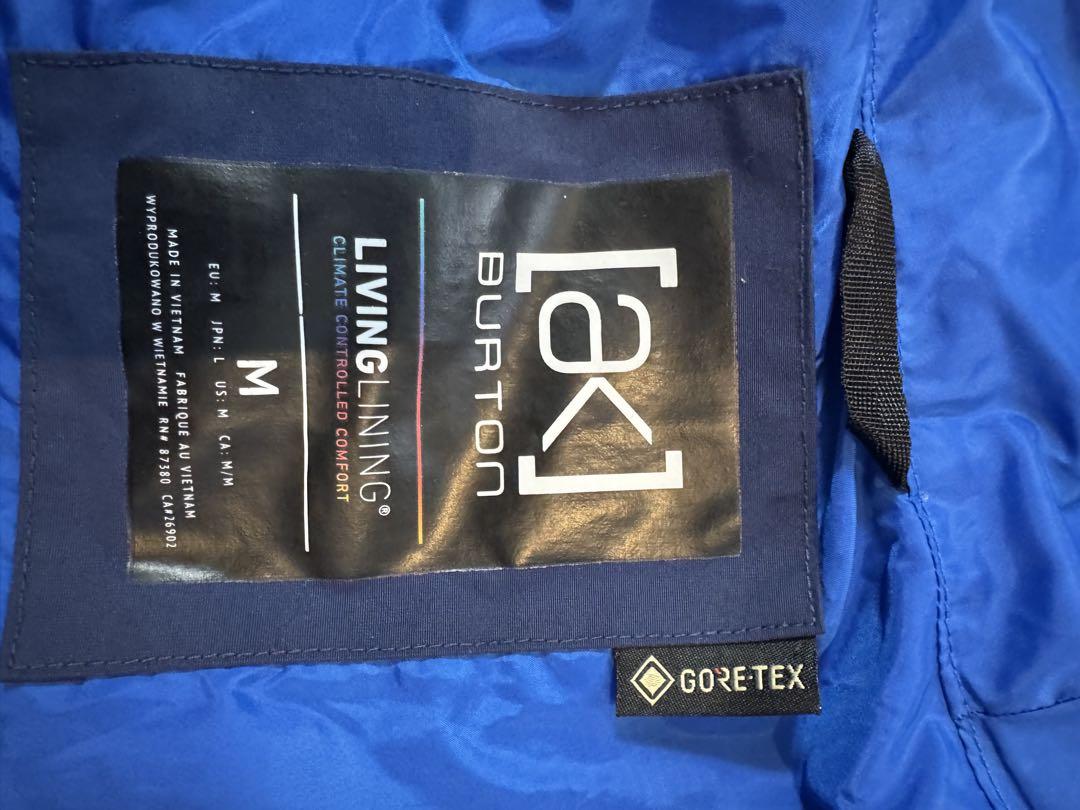 [ak]
BURTON
LIVINGLINING®
CLIMATE CONTROLLED COMFORT
M
EU: M JPN: L US: M CA: M/M
MADE IN VIETNAM FABRIQUE AU VIETNAM
WYPRODUKOWANO W WIETNAMIE RN# 87380 CA#26902
GORE-TEX